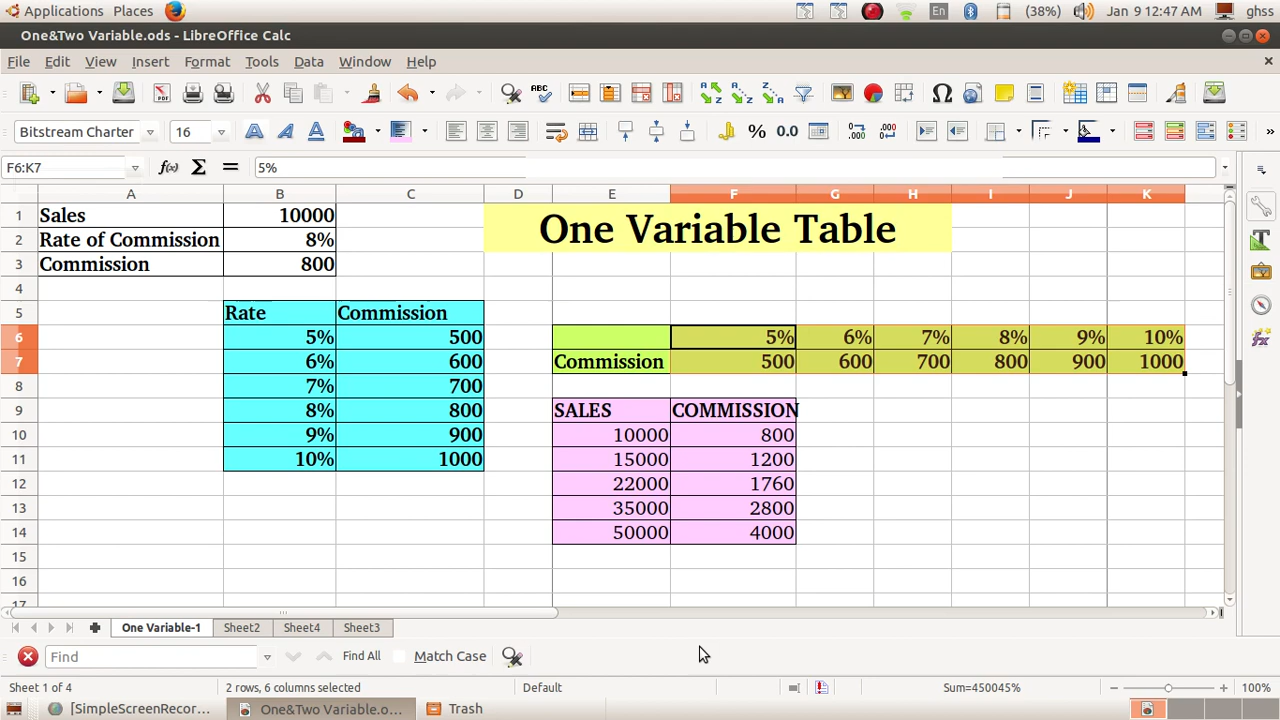 Applications Places En (38%) Jan 9 12:47 AM ghss
One&Two Variable.ods - LibreOffice Calc
File Edit View Insert Format Tools Data Window Help
Bitstream Charter 16 % 0.0
F6:K7 f(x) Σ = 5%
A B C D E F G H I J K
1 Sales 10000 One Variable Table
2 Rate of Commission 8%
3 Commission 800
4
5 Rate Commission
6 5% 500 5% 6% 7% 8% 9% 10%
7 6% 600 Commission 500 600 700 800 900 1000
8 7% 700
9 8% 800 SALES COMMISSION
10 9% 900 10000 800
11 10% 1000 15000 1200
12 22000 1760
13 35000 2800
14 50000 4000
15
16
17
One Variable-1 Sheet2 Sheet4 Sheet3
Find Find All Match Case
Sheet 1 of 4 2 rows, 6 columns selected Default Sum=450045% 100%
[SimpleScreenRecor... One&Two Variable.o... Trash